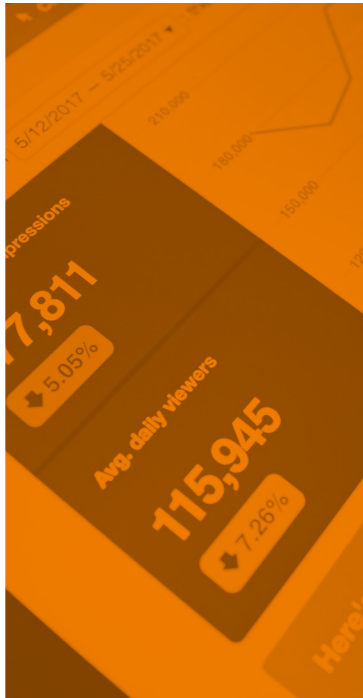 5/12/2017 – 5/25/2017
210,000
180,000
150,000
pressions
7,811
5.05%
Avg. daily viewers
115,945
7.26%
Here's